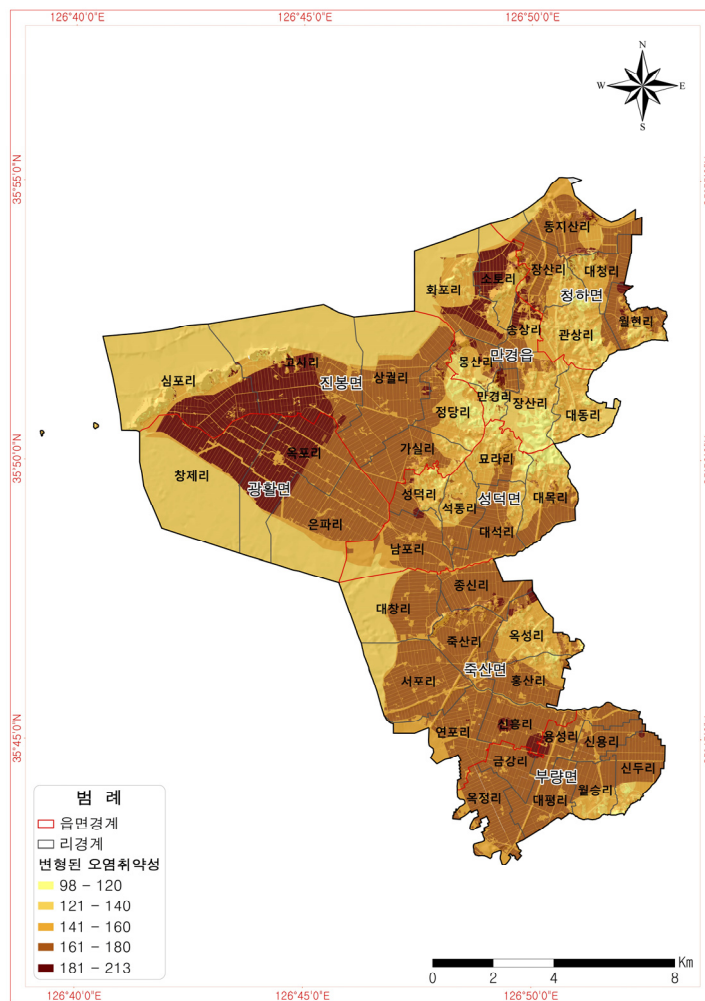 126°40'0"E
126°45'0"E
126°50'0"E
N
W
E
S
35°55'0"N
동지산리
화포리
소토리
장산리
대청리
청하면
송상리
관상리
월현리
몽산리
만경읍
고사리
진봉면
상궐리
심포리
만경리
정당리
장산리
대동리
35°50'0"N
가실리
묘라리
옥포리
창제리
광활면
성덕리
석동리
성덕면
대목리
온파리
대석리
남포리
종신리
대창리
죽산리
옥성리
죽산면
서포리
홍산리
35°45'0"N
연포리
신흥리
용성리
신용리
금강리
신두리
부량면
월승리
옥정리
대평리
범 례
읍면경계
리경계
변형된 오염취약성
98 - 120
121 - 140
141 - 160
161 - 180
181 - 213
Km
0 2 4 8
126°40'0"E
126°45'0"E
126°50'0"E